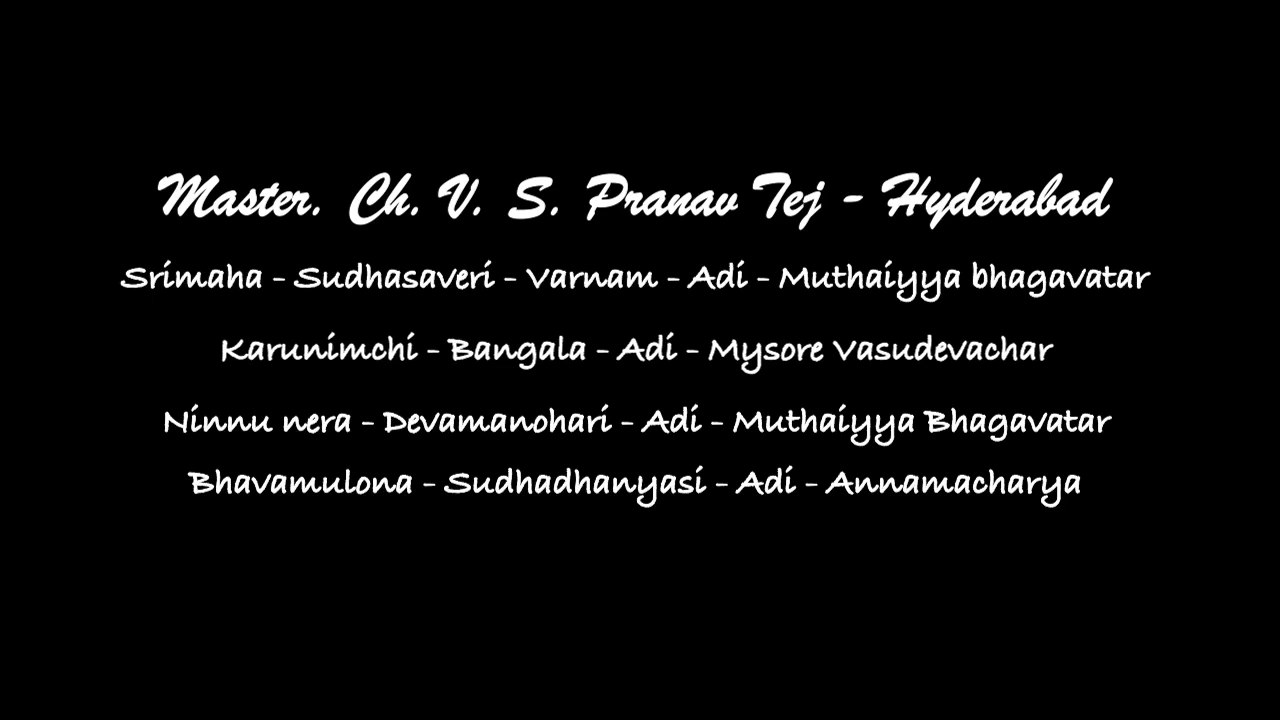 Master. Ch. V. S. Pranav Tej - Hyderabad
Srimaha - Sudhasaveri - Varnam - Adi - Muthaiyya bhagavatar
Karunimchi - Bangala - Adi - Mysore Vasudevachar
Ninnu nera - Devamanohari - Adi - Muthaiyya Bhagavatar
Bhavamulona - Sudhadhanyasi - Adi - Annamacharya